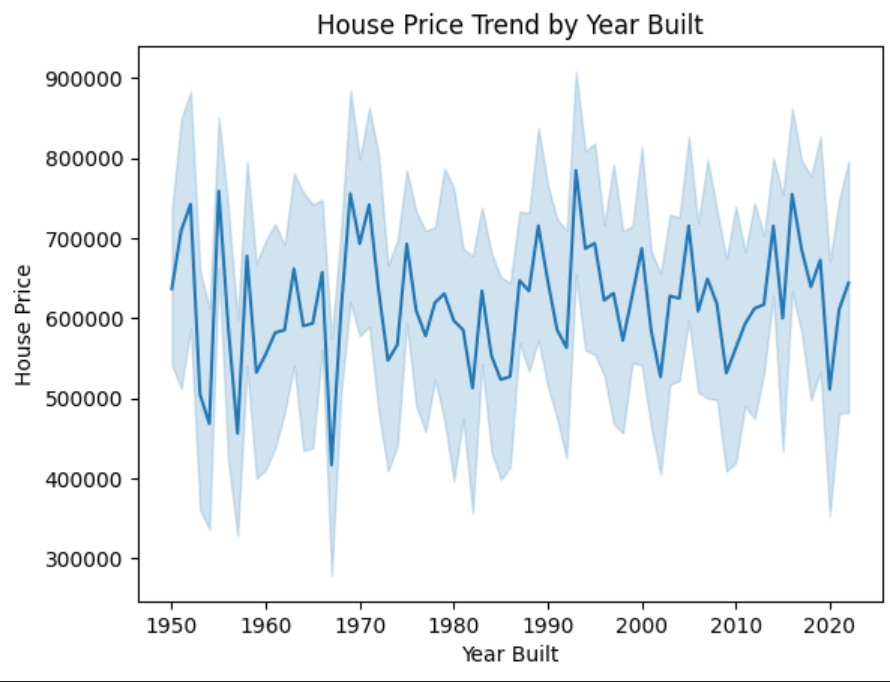 House Price Trend by Year Built
900000
800000
700000
600000
500000
400000
300000
House Price
1950 1960 1970 1980 1990 2000 2010 2020
Year Built